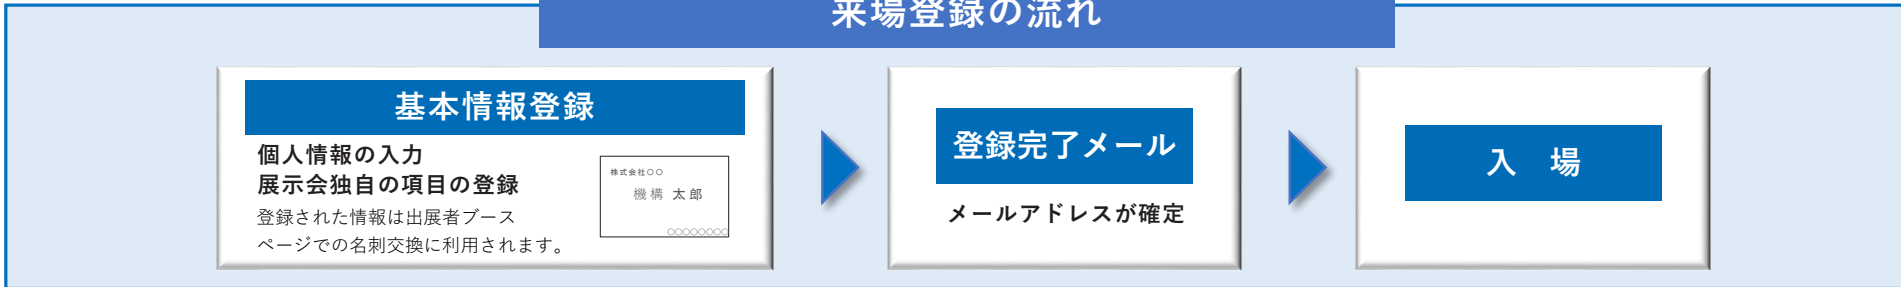 来場登録の流れ
基本情報登録
個人情報の入力
展示会独自の項目の登録
登録された情報は出展者ブース
ページでの名刺交換に利用されます。
株式会社〇〇
機構 太郎
○○○○○○○○
登録完了メール
メールアドレスが確定
入 場